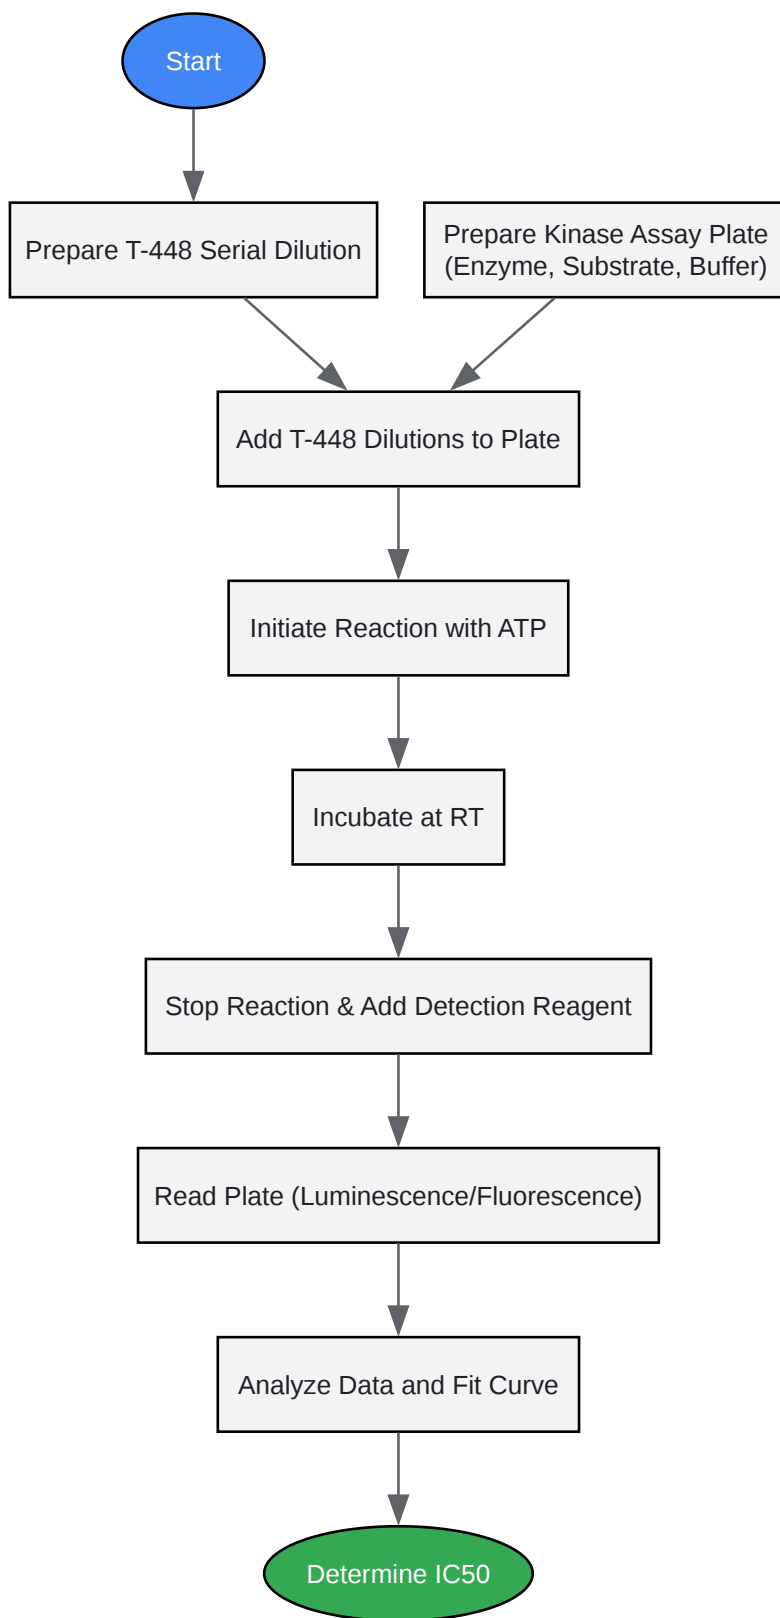 Start
Prepare T-448 Serial Dilution
Prepare Kinase Assay Plate
(Enzyme, Substrate, Buffer)
Add T-448 Dilutions to Plate
Initiate Reaction with ATP
Incubate at RT
Stop Reaction & Add Detection Reagent
Read Plate (Luminescence/Fluorescence)
Analyze Data and Fit Curve
Determine IC50